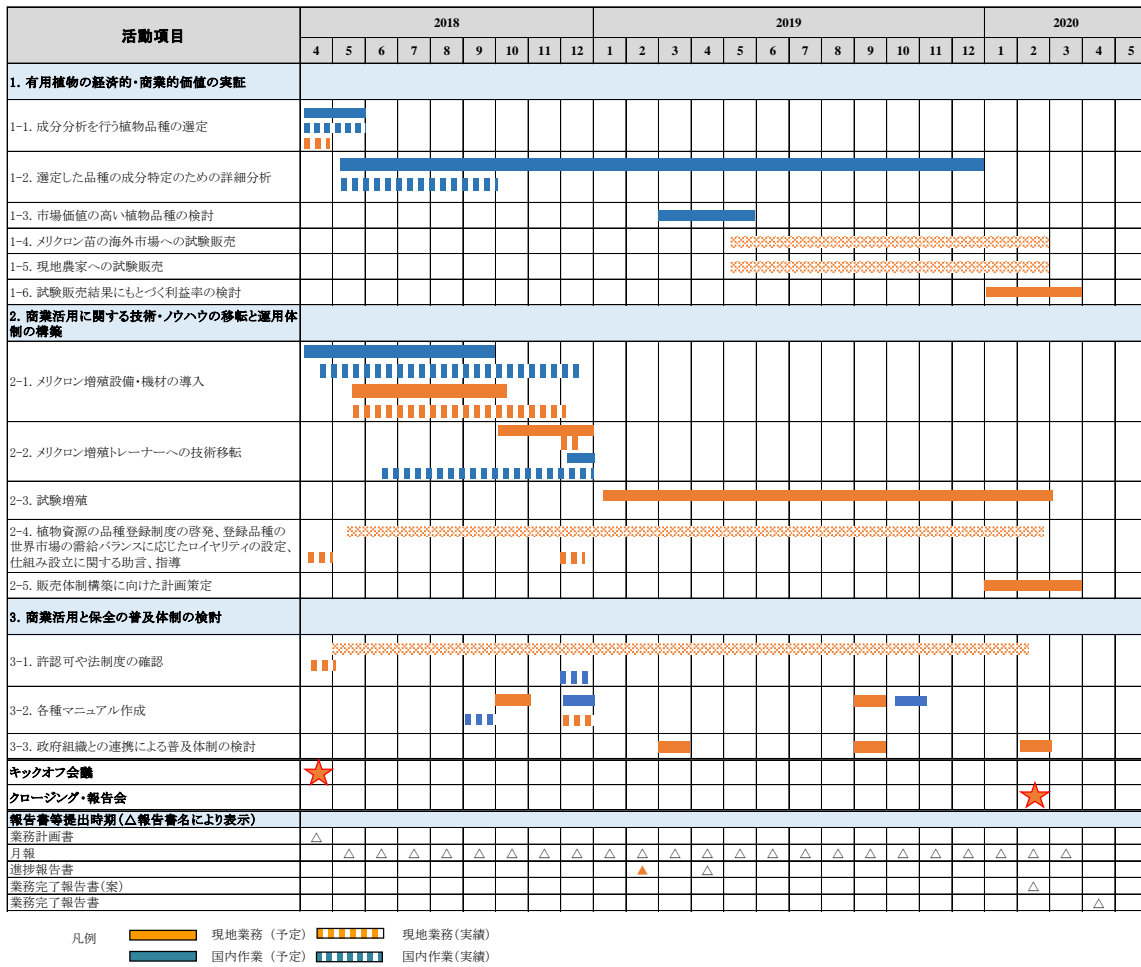 活動項目
2018 2019 2020
4 5 6 7 8 9 10 11 12 1 2 3 4 5 6 7 8 9 10 11 12 1 2 3 4 5
1. 有用植物の経済的・商業的価値の実証
1-1. 成分分析を行う植物品種の選定
1-2. 選定した品種の成分特定のための詳細分析
1-3. 市場価値の高い植物品種の検討
1-4. メリクロン苗の海外市場への試験販売
1-5. 現地農家への試験販売
1-6. 試験販売結果にもとづく利益率の検討
2. 商業活用に関する技術・ノウハウの移転と運用体
制の構築
2-1. メリクロン増殖設備・機材の導入
2-2. メリクロン増殖トレーナーへの技術移転
2-3. 試験増殖
2-4. 植物資源の品種登録制度の啓発、登録品種の
世界市場の需給バランスに応じたロイヤリティの設定、
仕組み設立に関する助言、指導
2-5. 販売体制構築に向けた計画策定
3. 商業活用と保全の普及体制の検討
3-1. 許認可や法制度の確認
3-2. 各種マニュアル作成
3-3. 政府組織との連携による普及体制の検討
キックオフ会議
クロージング・報告会
報告書等提出時期(△報告書名により表示)
業務計画書 △
月報 △ △ △ △ △ △ △ △ △ △ △ △ △ △ △ △ △ △ △ △ △ △ △
進捗報告書 ▲ △
業務完了報告書(案) △
業務完了報告書 △
凡例 現地業務 (予定) 現地業務(実績)
国内作業 (予定) 国内作業(実績)